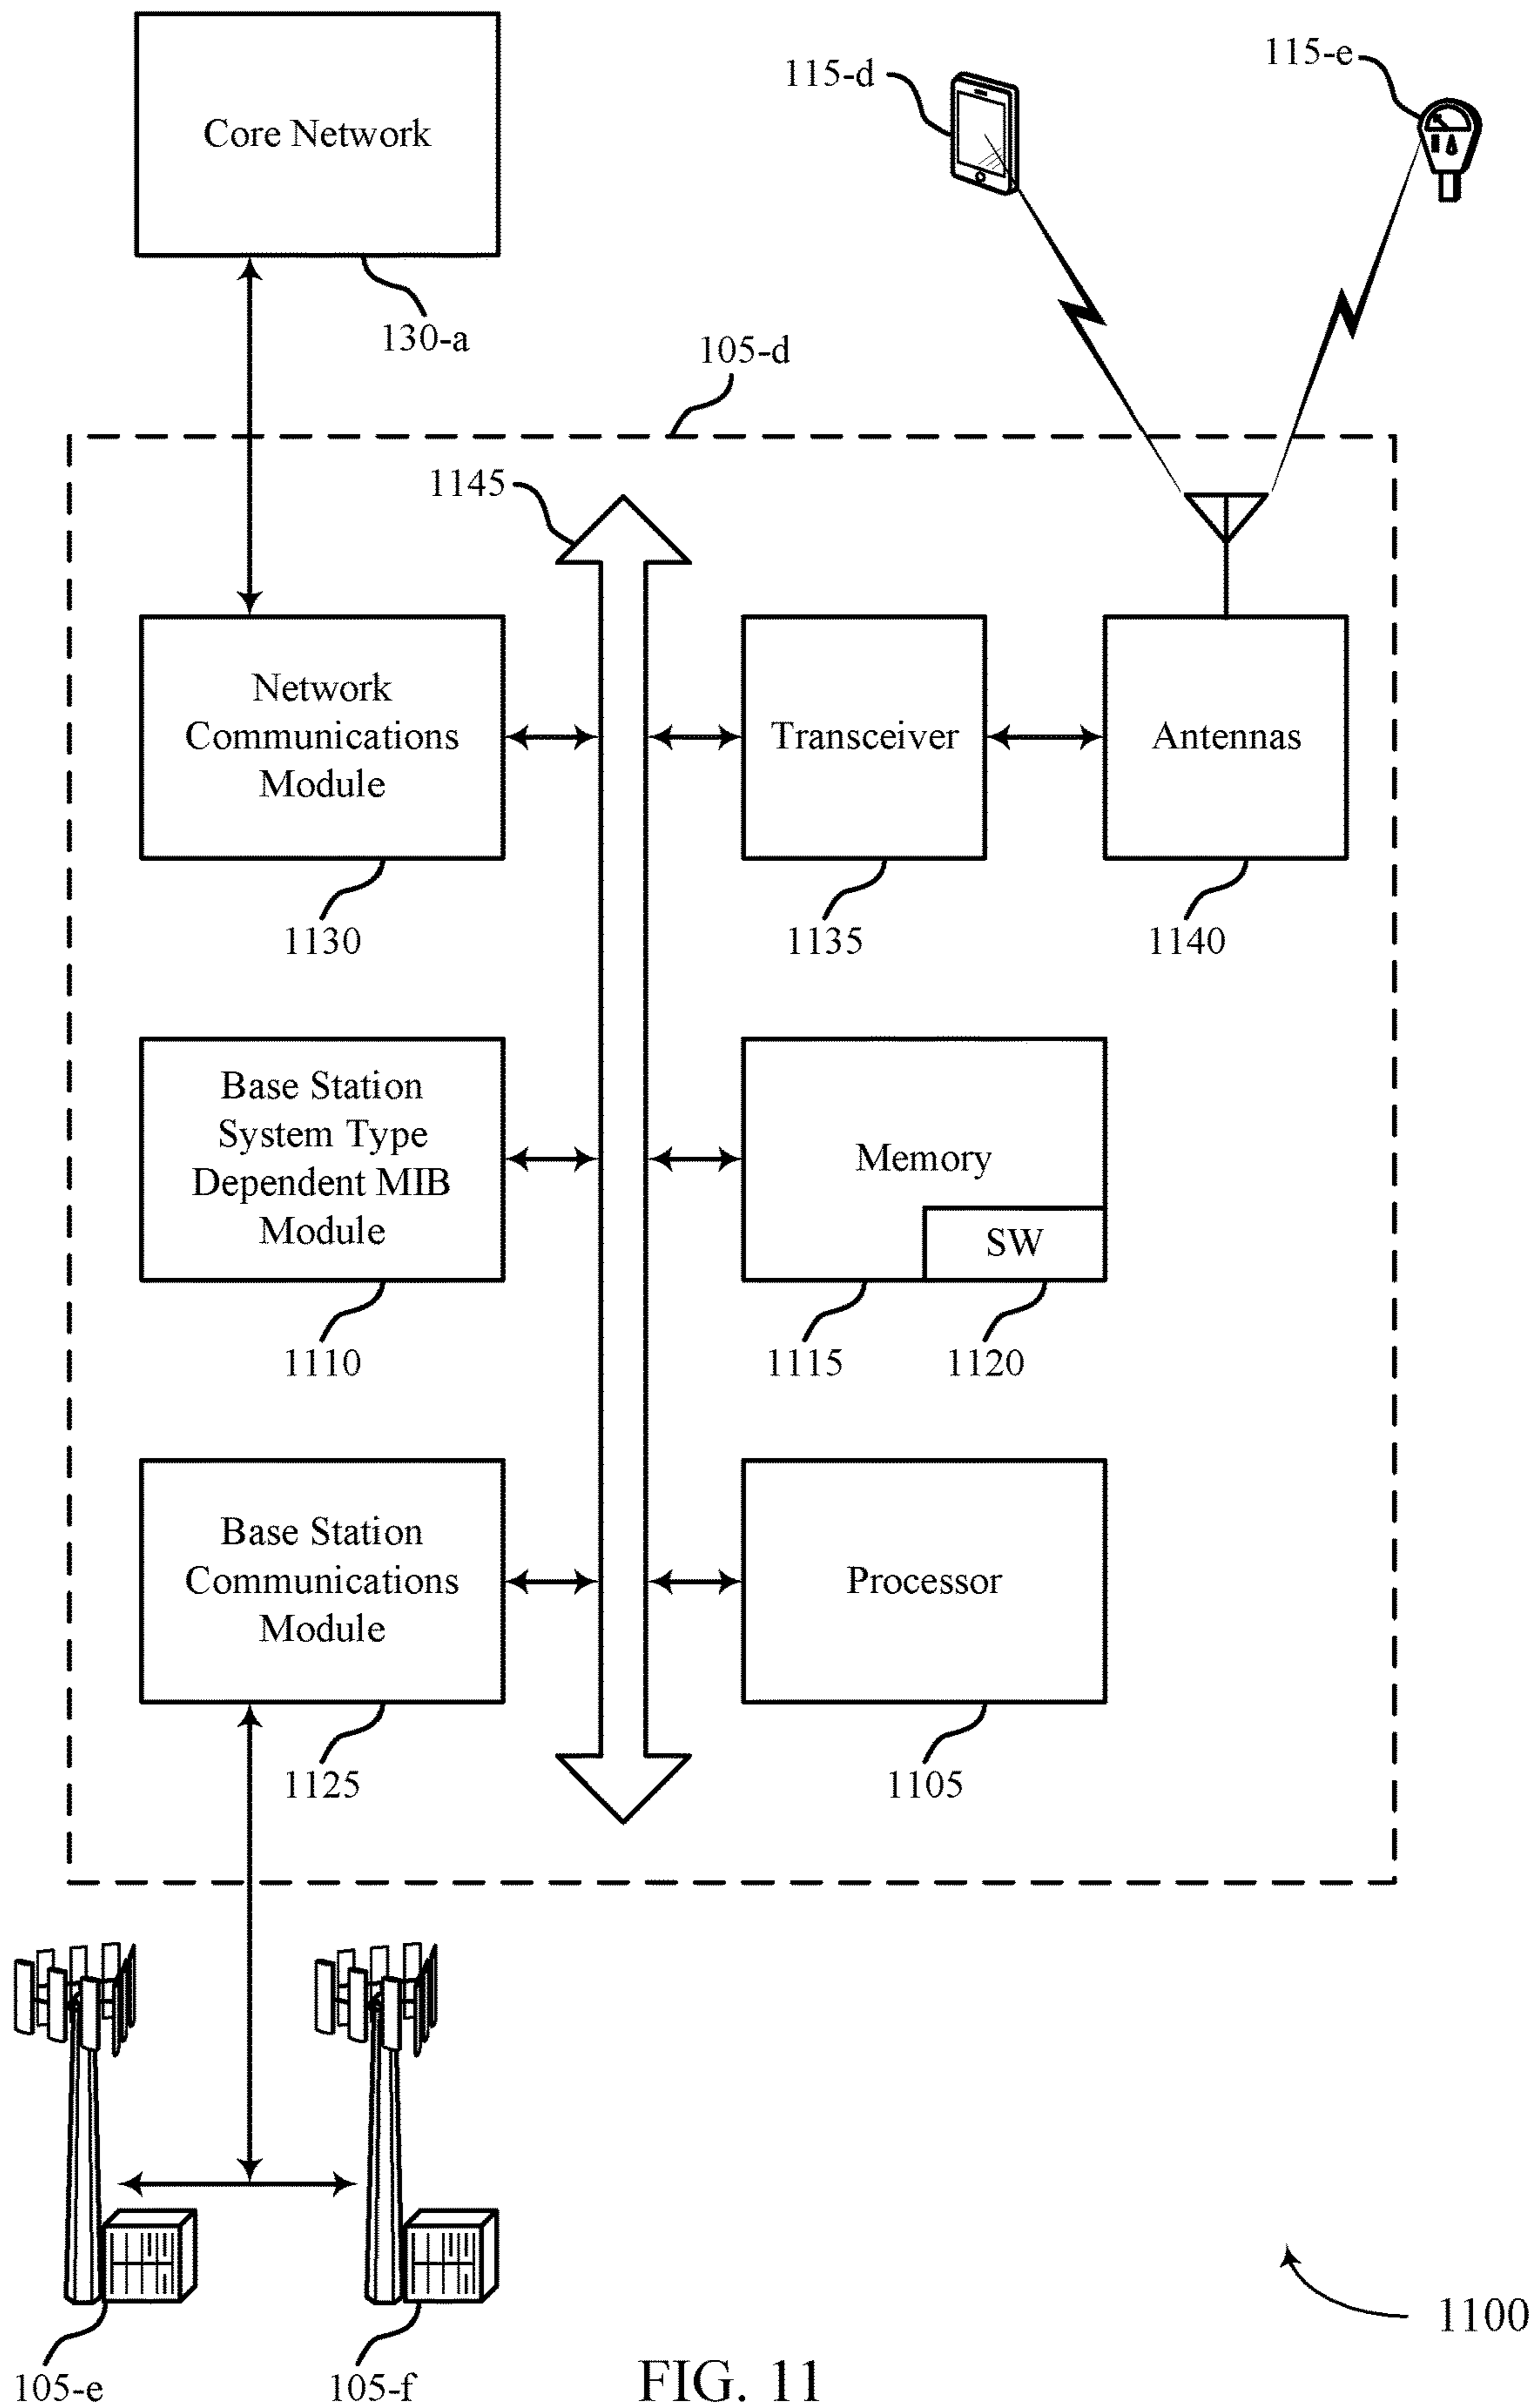 Core Network
130-a
115-d
115-e
105-d
1145
Network
Communications
Module
1130
Transceiver
1135
Antennas
1140
Base Station
System Type
Dependent MIB
Module
1110
Memory
SW
1115
1120
Base Station
Communications
Module
1125
Processor
1105
105-e
105-f
1100
FIG. 11